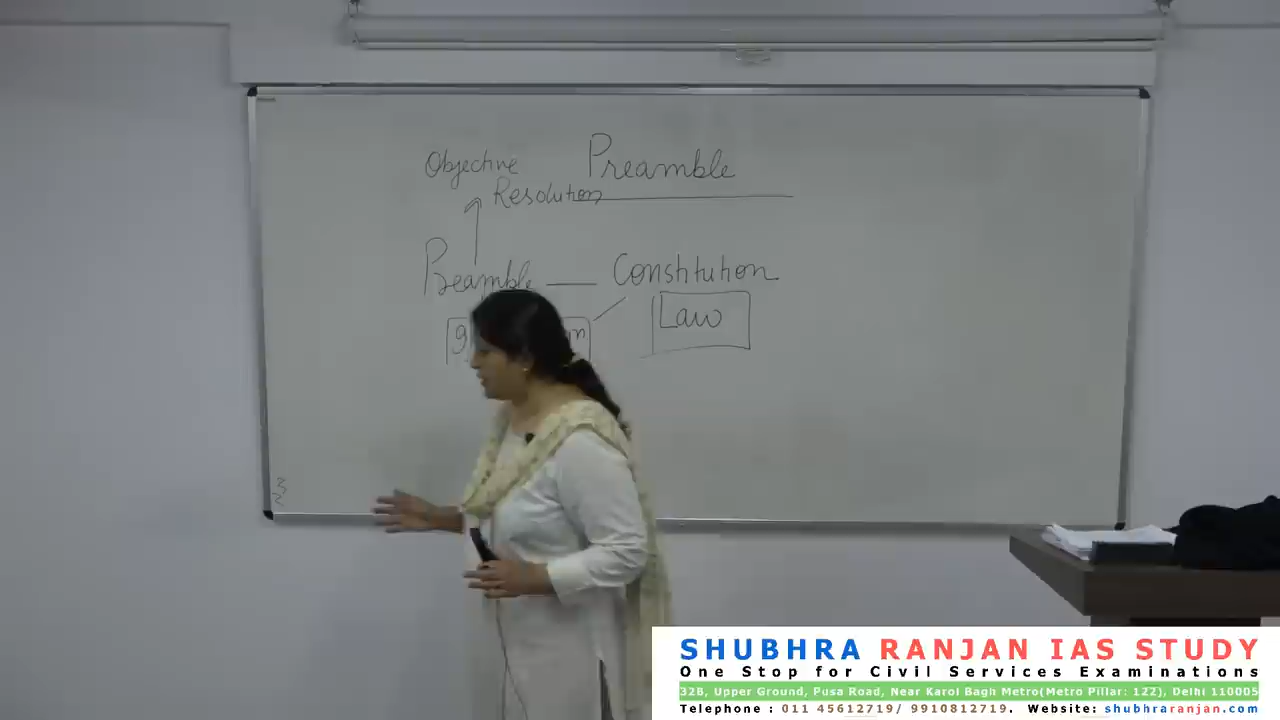 Objective Preamble
Resolution
Preamble — Constitution
Law
SHUBHRA RANJAN IAS STUDY
One Stop for Civil Services Examinations
32B, Upper Ground, Pusa Road, Near Karol Bagh Metro(Metro Pillar: 122), Delhi 110005
Telephone : 011 45612719/ 9910812719. Website: shubhraranjan.com